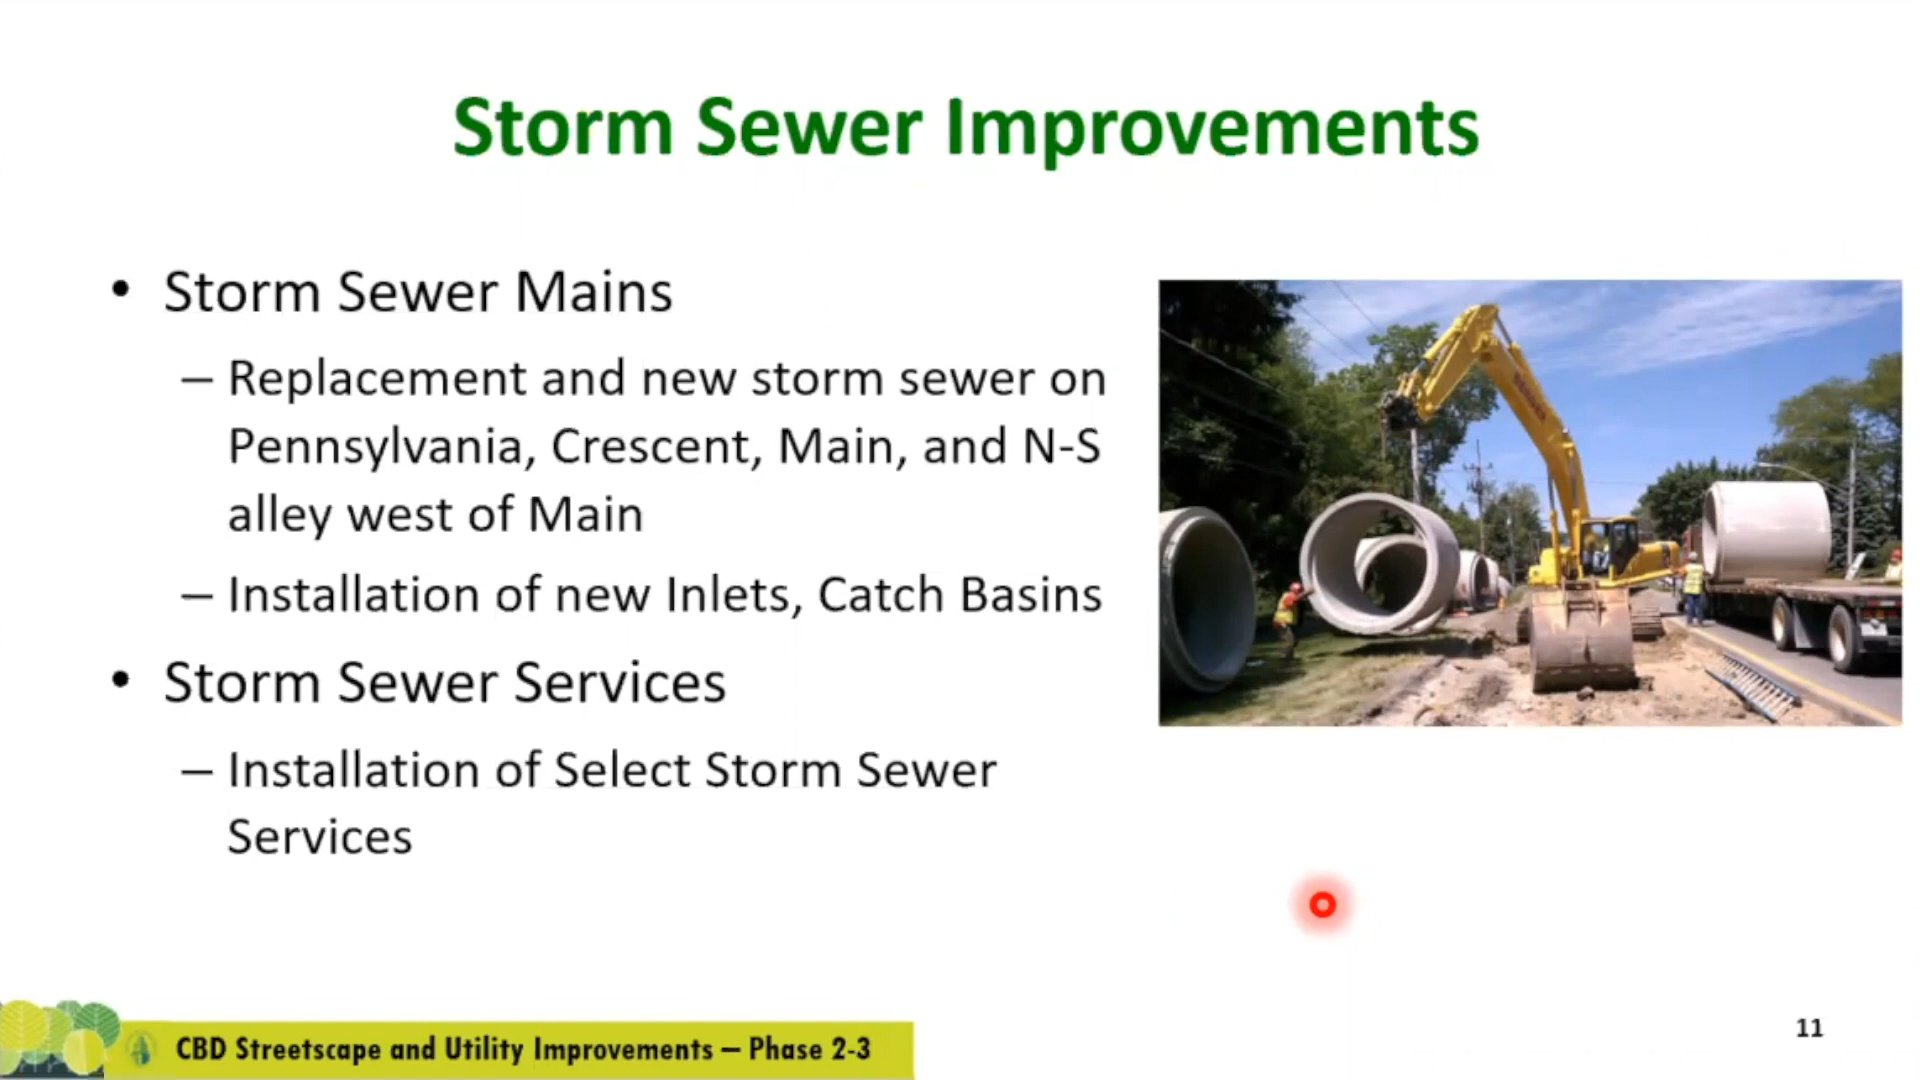 Storm Sewer Improvements
• Storm Sewer Mains
– Replacement and new storm sewer on
Pennsylvania, Crescent, Main, and N-S
alley west of Main
– Installation of new Inlets, Catch Basins
• Storm Sewer Services
– Installation of Select Storm Sewer
Services
CBD Streetscape and Utility Improvements – Phase 2-3
11